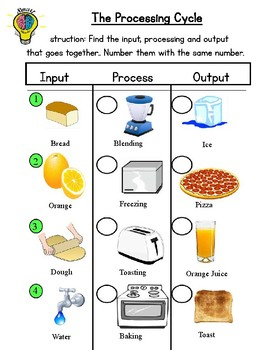 The Processing Cycle
struction: Find the input, processing and output
that goes together.. Number them with the same number.
Input Process Output
1
Bread Blending Ice
2
Orange Freezing Pizza
3
Dough Toasting Orange Juice
4
Water Baking Toast